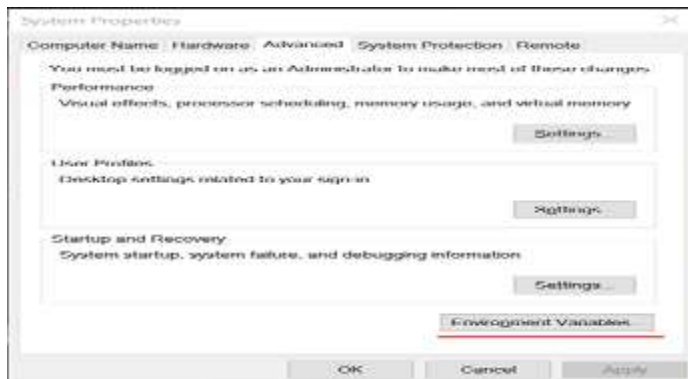 System Properties
Computer Name Hardware Advanced System Protection Remote
You must be logged on as an Administrator to make most of these changes
Performance
Visual effects, processor scheduling, memory usage, and virtual memory
Settings...
User Profiles
Desktop settings related to your sign-in
Settings...
Startup and Recovery
System startup, system failure, and debugging information
Settings...
Environment Variables...
OK Cancel Apply